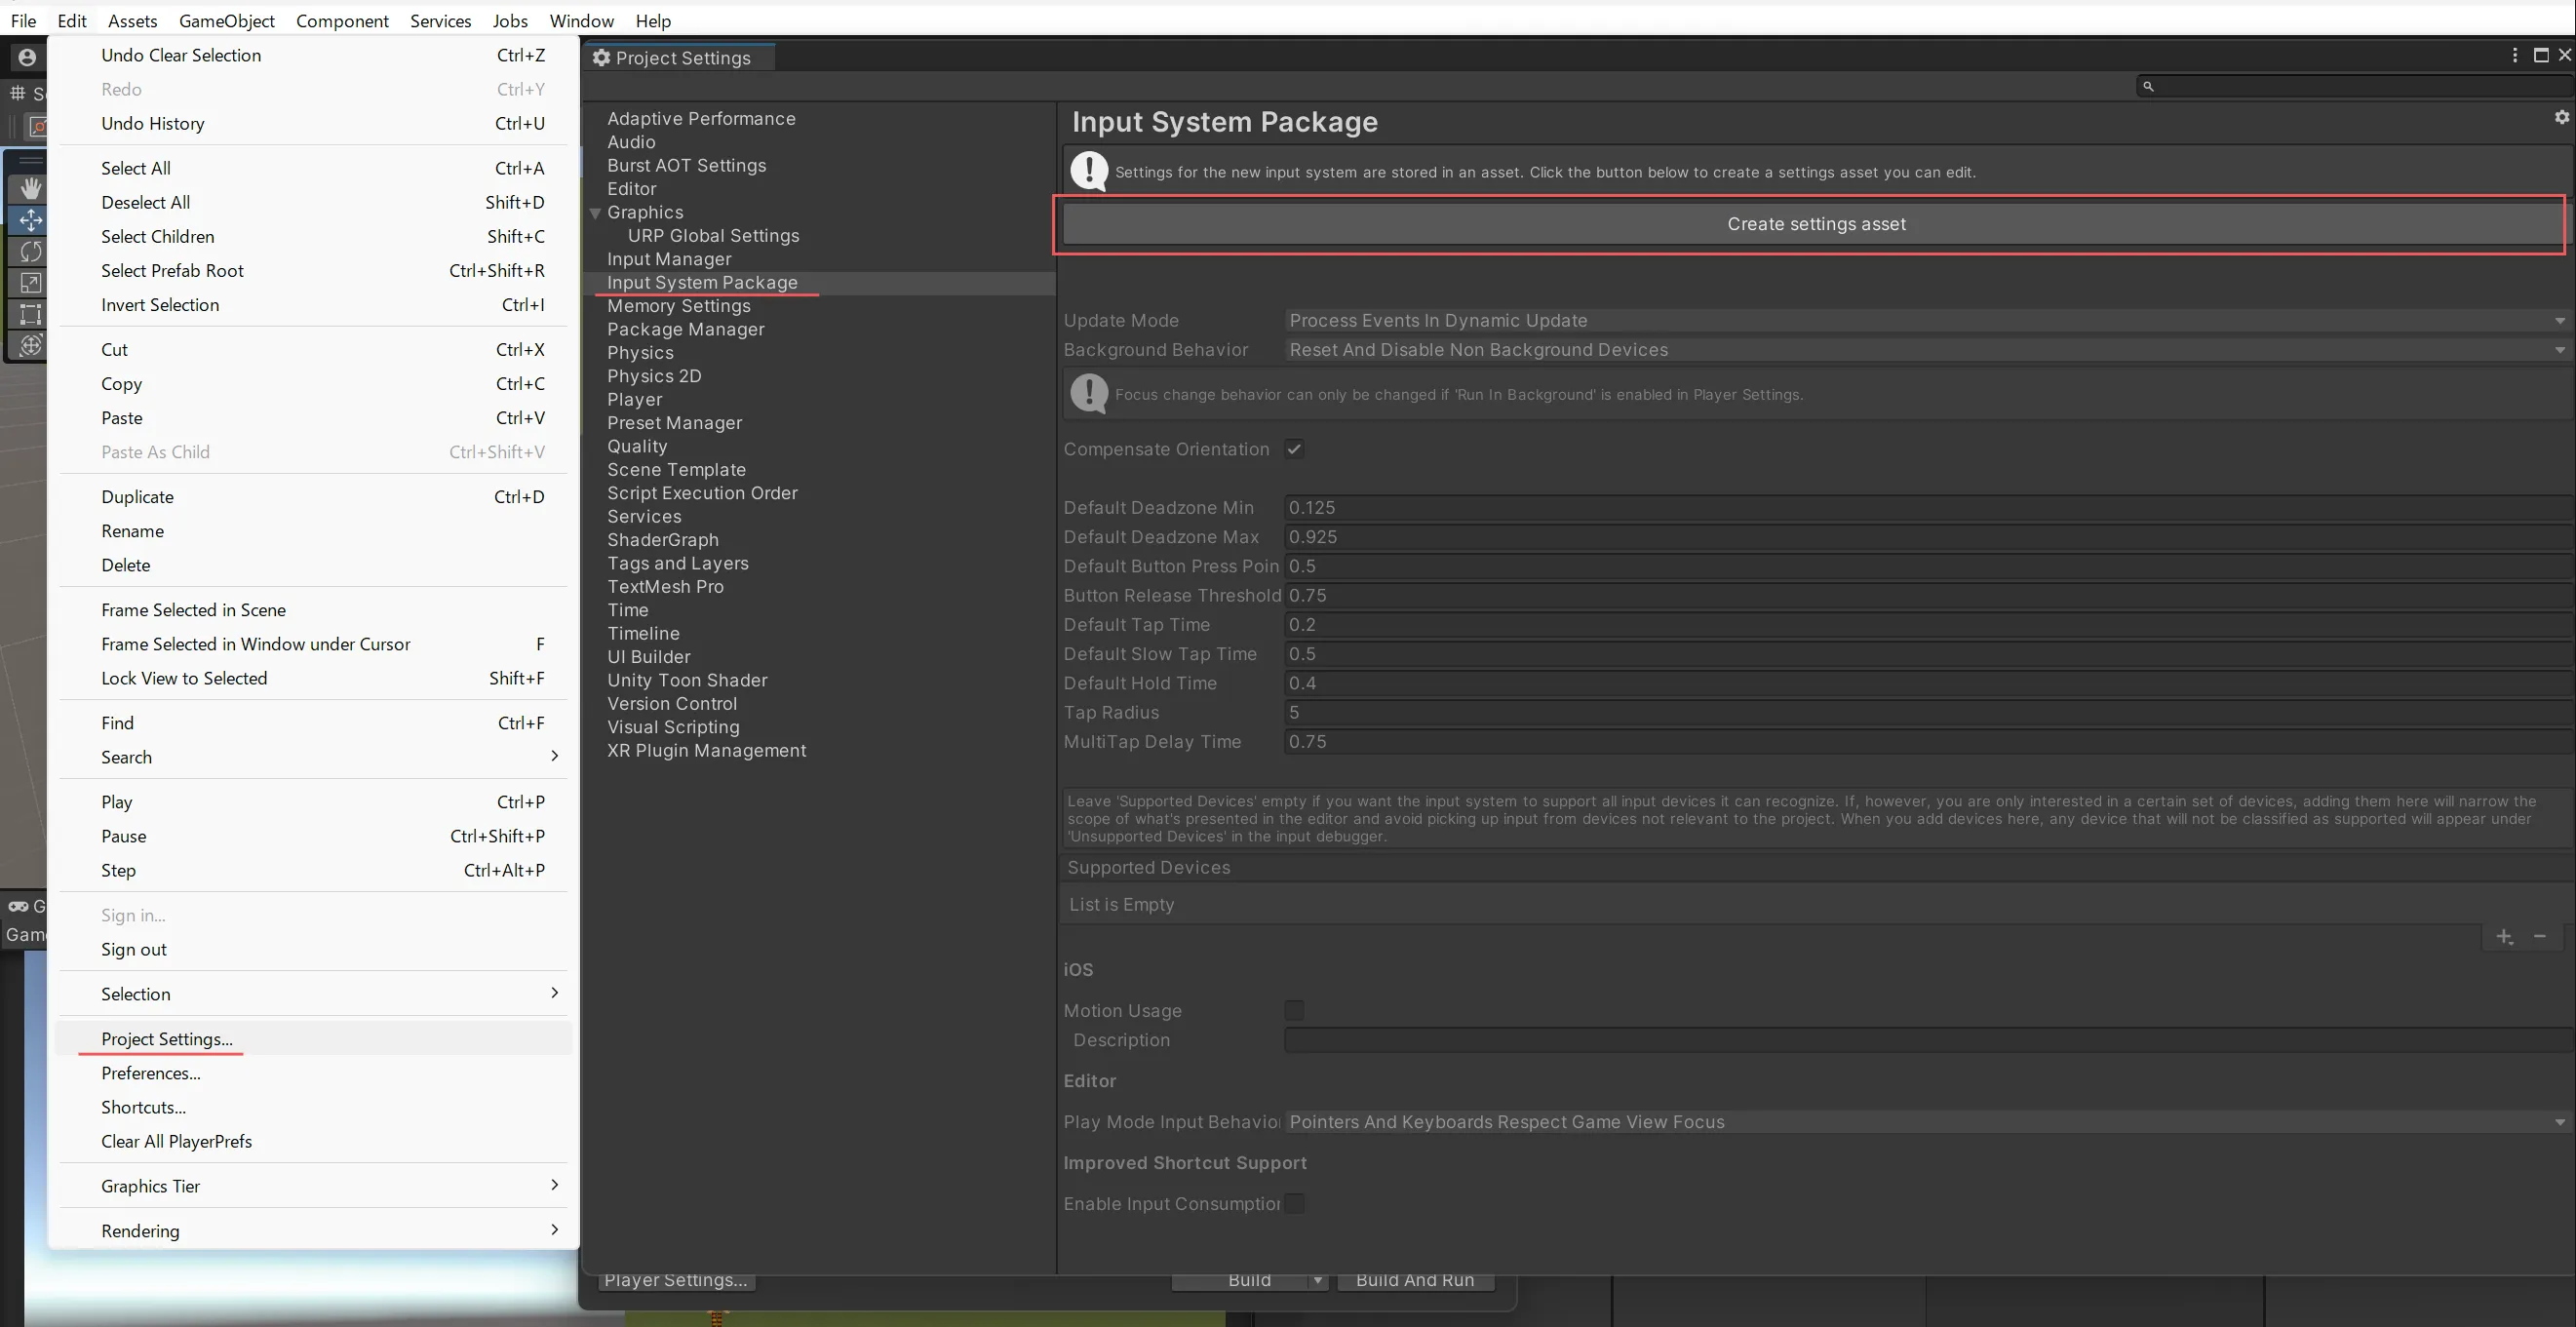 File Edit Assets GameObject Component Services Jobs Window Help
Undo Clear Selection Ctrl+Z
Redo Ctrl+Y
Undo History Ctrl+U
Select All Ctrl+A
Deselect All Shift+D
Select Children Shift+C
Select Prefab Root Ctrl+Shift+R
Invert Selection Ctrl+I
Cut Ctrl+X
Copy Ctrl+C
Paste Ctrl+V
Paste As Child Ctrl+Shift+V
Duplicate Ctrl+D
Rename
Delete
Frame Selected in Scene
Frame Selected in Window under Cursor F
Lock View to Selected Shift+F
Find Ctrl+F
Search
Play Ctrl+P
Pause Ctrl+Shift+P
Step Ctrl+Alt+P
Sign in...
Sign out
Selection
Project Settings...
Preferences...
Shortcuts...
Clear All PlayerPrefs
Graphics Tier
Rendering
Project Settings
Adaptive Performance
Audio
Burst AOT Settings
Editor
Graphics
URP Global Settings
Input Manager
Input System Package
Memory Settings
Package Manager
Physics
Physics 2D
Player
Preset Manager
Quality
Scene Template
Script Execution Order
Services
ShaderGraph
Tags and Layers
TextMesh Pro
Time
Timeline
UI Builder
Unity Toon Shader
Version Control
Visual Scripting
XR Plugin Management
Input System Package
Settings for the new input system are stored in an asset. Click the button below to create a settings asset you can edit.
Create settings asset
Update Mode Process Events In Dynamic Update
Background Behavior Reset And Disable Non Background Devices
Focus change behavior can only be changed if 'Run In Background' is enabled in Player Settings.
Compensate Orientation
Default Deadzone Min 0.125
Default Deadzone Max 0.925
Default Button Press Poin 0.5
Button Release Threshold 0.75
Default Tap Time 0.2
Default Slow Tap Time 0.5
Default Hold Time 0.4
Tap Radius 5
MultiTap Delay Time 0.75
Leave 'Supported Devices' empty if you want the input system to support all input devices it can recognize. If, however, you are only interested in a certain set of devices, adding them here will narrow the
scope of what's presented in the editor and avoid picking up input from devices not relevant to the project. When you add devices here, any device that will not be classified as supported will appear under
'Unsupported Devices' in the input debugger.
Supported Devices
List is Empty
iOS
Motion Usage
Description
Editor
Play Mode Input Behavior Pointers And Keyboards Respect Game View Focus
Improved Shortcut Support
Enable Input Consumption
Player Settings... Build Build And Run